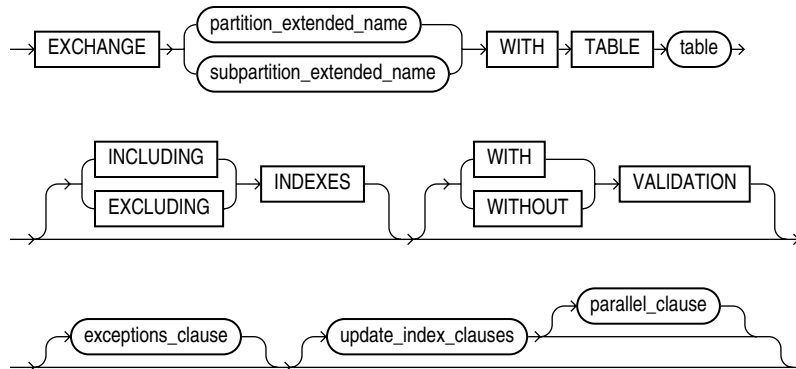 partition_extended_name
EXCHANGE WITH TABLE table
subpartition_extended_name
INCLUDING WITH
INDEXES VALIDATION
EXCLUDING WITHOUT
parallel_clause
exceptions_clause update_index_clauses